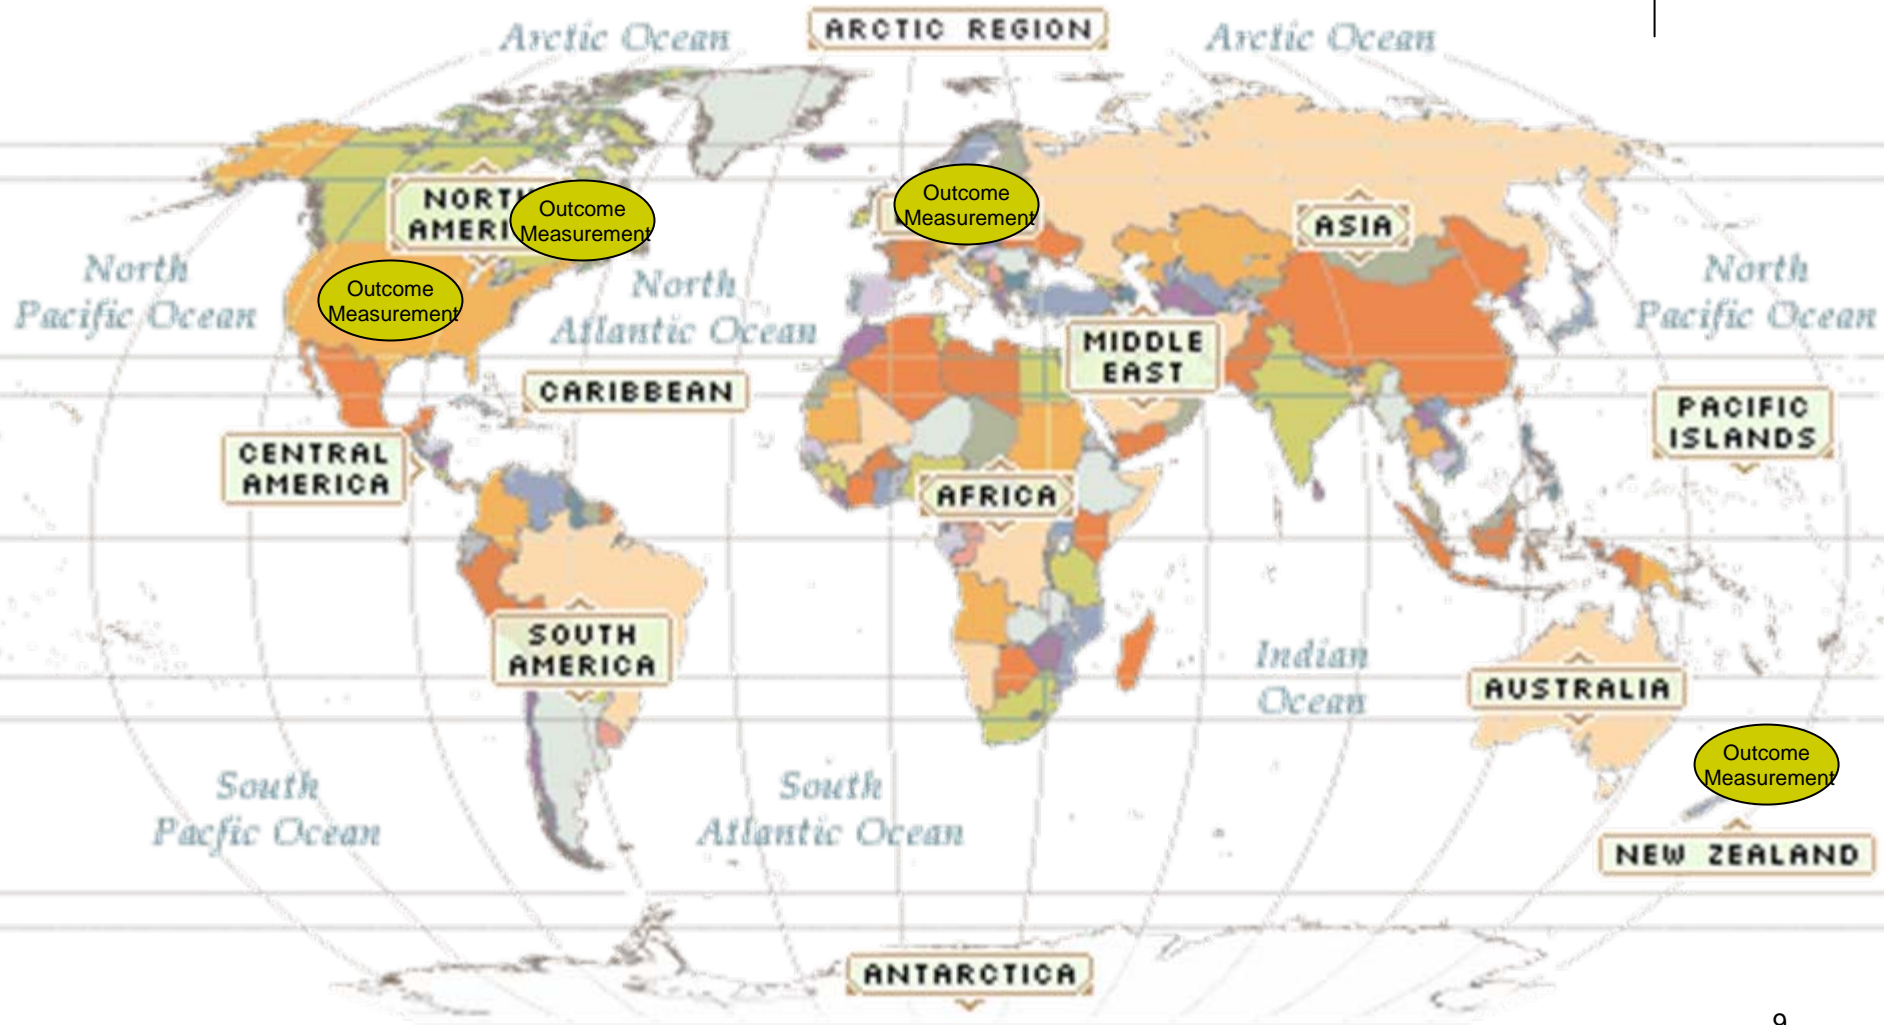 Arctic Ocean
ARCTIC REGION
Arctic Ocean
NORTH
AMERI
Outcome
Measurement
Outcome
Measurement
ASIA
North
Pacific Ocean
Outcome
Measurement
North
Atlantic Ocean
North
Pacific Ocean
MIDDLE
EAST
CARIBBEAN
PACIFIC
ISLANDS
CENTRAL
AMERICA
AFRICA
SOUTH
AMERICA
Indian
Ocean
AUSTRALIA
Outcome
Measurement
South
Pacfic Ocean
South
Atlantic Ocean
NEW ZEALAND
ANTARCTICA
9